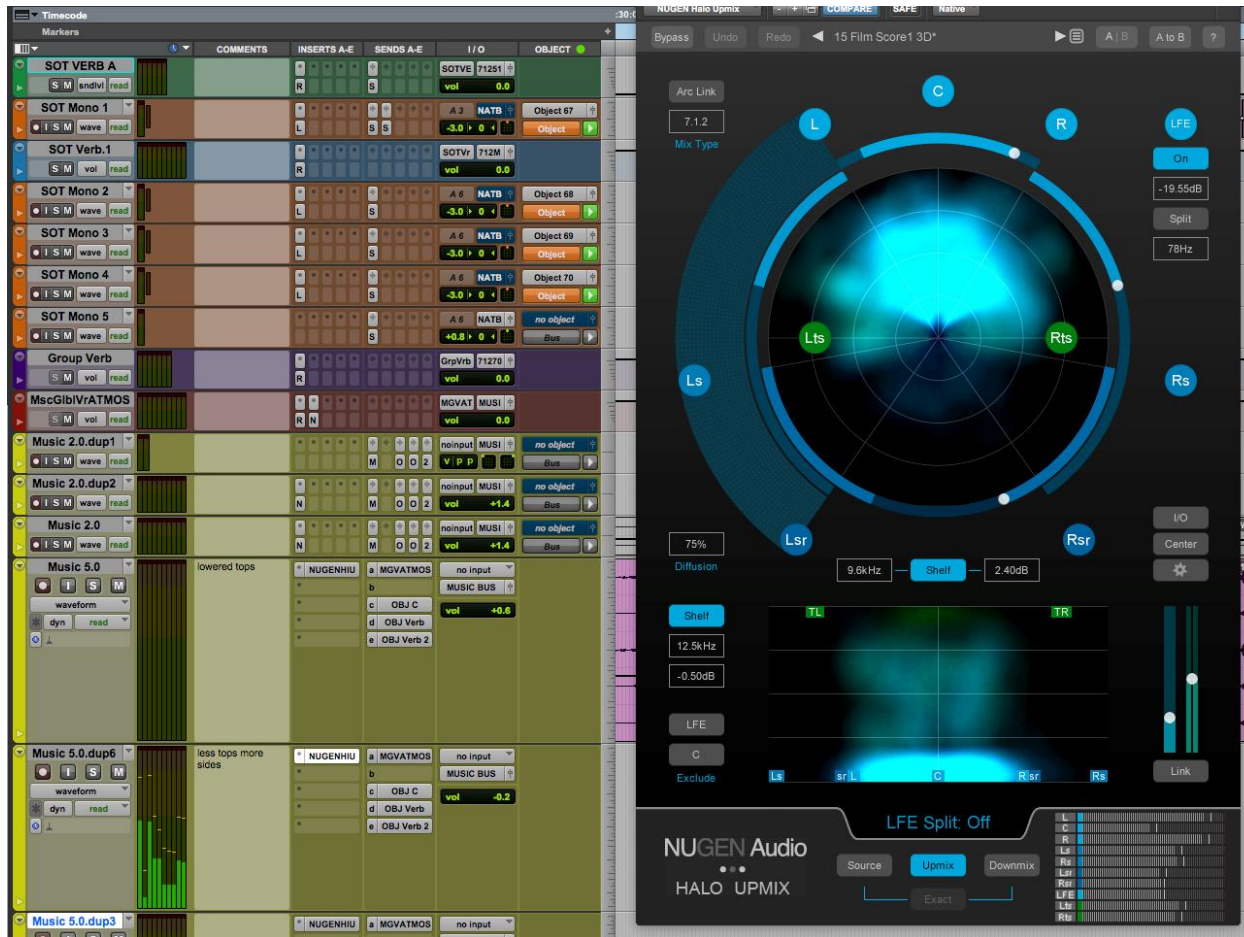 Timecode
Markers
COMMENTS INSERTS A-E SENDS A-E I / O OBJECT
SOT VERB A SOTVE 71251
S M sndlvl read R S vol 0.0
SOT Mono 1 A 3 NATB Object 67
I S M wave read L S S -3.0 0 Object
SOT Verb.1 SOTVr 712M
S M vol read R vol 0.0
SOT Mono 2 A 6 NATB Object 68
I S M wave read L S -3.0 0 Object
SOT Mono 3 A 6 NATB Object 69
I S M wave read L S -3.0 0 Object
SOT Mono 4 A 6 NATB Object 70
I S M wave read L S -3.0 0 Object
SOT Mono 5 A 6 NATB no object
I S M wave read S +0.8 0 Bus
Group Verb GrpVrb 71270
S M vol read R vol 0.0
MscGlblVrATMOS MGVAT MUSI
S M vol read R N vol 0.0
Music 2.0.dup1 noinput MUSI no object
I S M wave read M O O 2 V P P Bus
Music 2.0.dup2 noinput MUSI no object
I S M wave read N M O O 2 vol +1.4 Bus
Music 2.0 noinput MUSI no object
I S M wave read N M O O 2 vol +1.4 Bus
Music 5.0 lowered tops NUGENHIU a MGVATMOS no input
I S M b MUSIC BUS
waveform c OBJ C vol +0.6
dyn read d OBJ Verb
e OBJ Verb 2
Music 5.0.dup6 less tops more NUGENHIU a MGVATMOS no input
sides
I S M b MUSIC BUS
waveform c OBJ C vol -0.2
dyn read d OBJ Verb
e OBJ Verb 2
Music 5.0.dup3 NUGENHIU a MGVATMOS no input
:30:0
NUGEN Halo Upmix - + COMPARE SAFE Native
Bypass Undo Redo 15 Film Score1 3D* A | B A to B ?
Arc Link C
7.1.2 L R LFE
Mix Type On
-19.55dB
Split
78Hz
Lts Rts
Ls Rs
I/O
75% Lsr Rsr Center
Diffusion 9.6kHz Shelf 2.40dB
Shelf TL TR
12.5kHz
-0.50dB
LFE
C
Exclude Ls sr L C R sr Rs Link
LFE Split: Off
NUGEN Audio
HALO UPMIX
Source Upmix Downmix
Exact
L
C
R
Ls
Rs
Lsr
Rsr
LFE
Lts
Rts